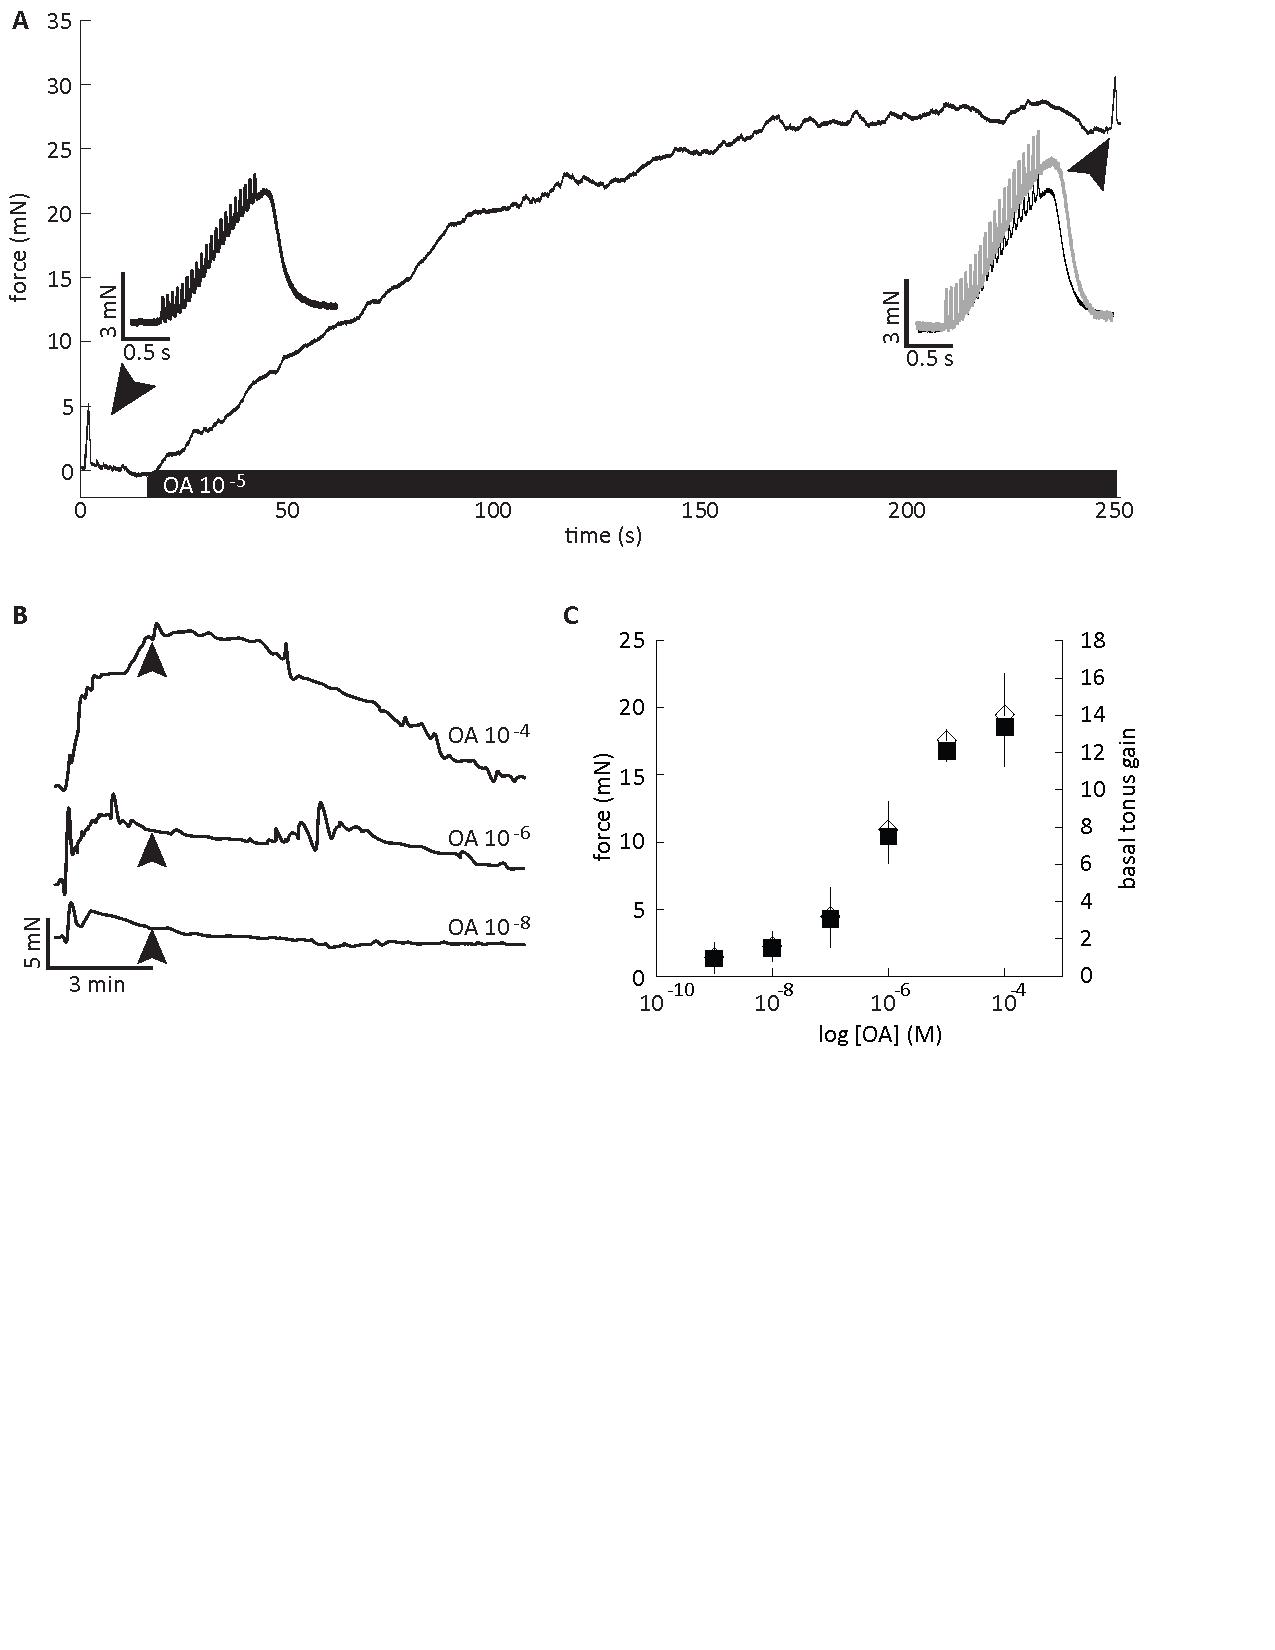 A
35
30
25
20
15
10
5
0
force (mN)
3 mN
0.5 s
3 mN
0.5 s
OA 10 -5
0 50 100 150 200 250
time (s)
B
OA 10 -4
OA 10 -6
OA 10 -8
5 mN
3 min
C
25
20
15
10
5
0
force (mN)
18
16
14
12
10
8
6
4
2
0
basal tonus gain
10 -10 10 -8 10 -6 10 -4
log [OA] (M)